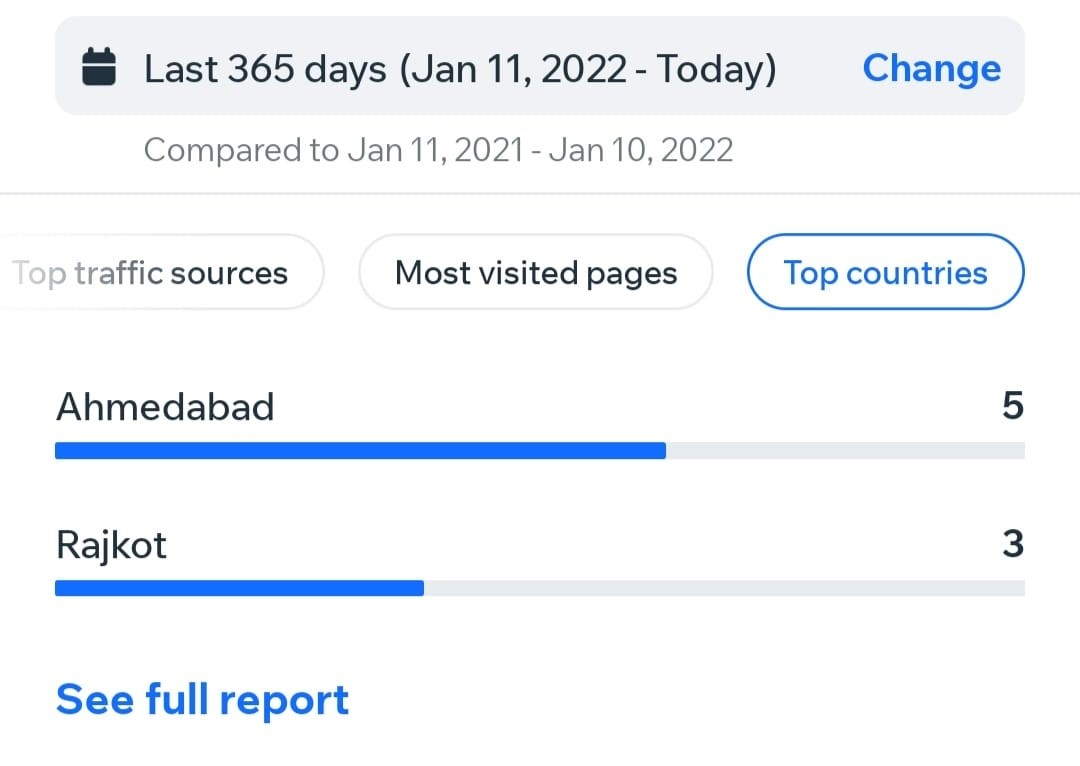 Last 365 days (Jan 11, 2022 - Today) Change
Compared to Jan 11, 2021 - Jan 10, 2022
Top traffic sources Most visited pages Top countries
Ahmedabad 5
Rajkot 3
See full report